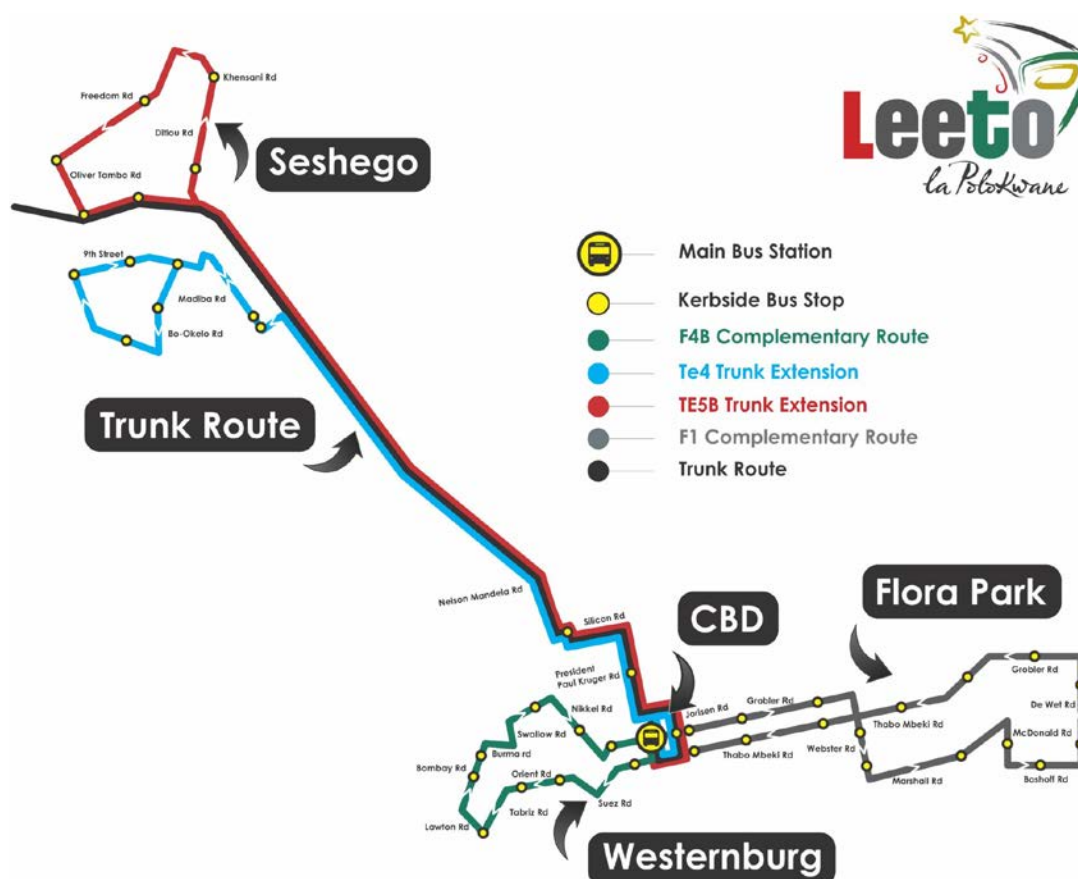 Leeto
la Polokwane
Khensani Rd
Freedom Rd
Ditlou Rd
Seshego
Oliver Tambo Rd
Main Bus Station
9th Street
Madiba Rd
Kerbside Bus Stop
Bo-Okelo Rd
F4B Complementary Route
Te4 Trunk Extension
Trunk Route
TE5B Trunk Extension
F1 Complementary Route
Trunk Route
Nelson Mandela Rd
Silicon Rd
CBD
Flora Park
President
Paul Kruger Rd
Grobler Rd
Nikkel Rd
Jorisen Rd
Grobler Rd
De Wet Rd
Swallow Rd
Thabo Mbeki Rd
McDonald Rd
Burma rd
Webster Rd
Thabo Mbeki Rd
Bombay Rd
Orient Rd
Marshall Rd
Boshoff Rd
Tabriz Rd
Suez Rd
Lawton Rd
Westernburg